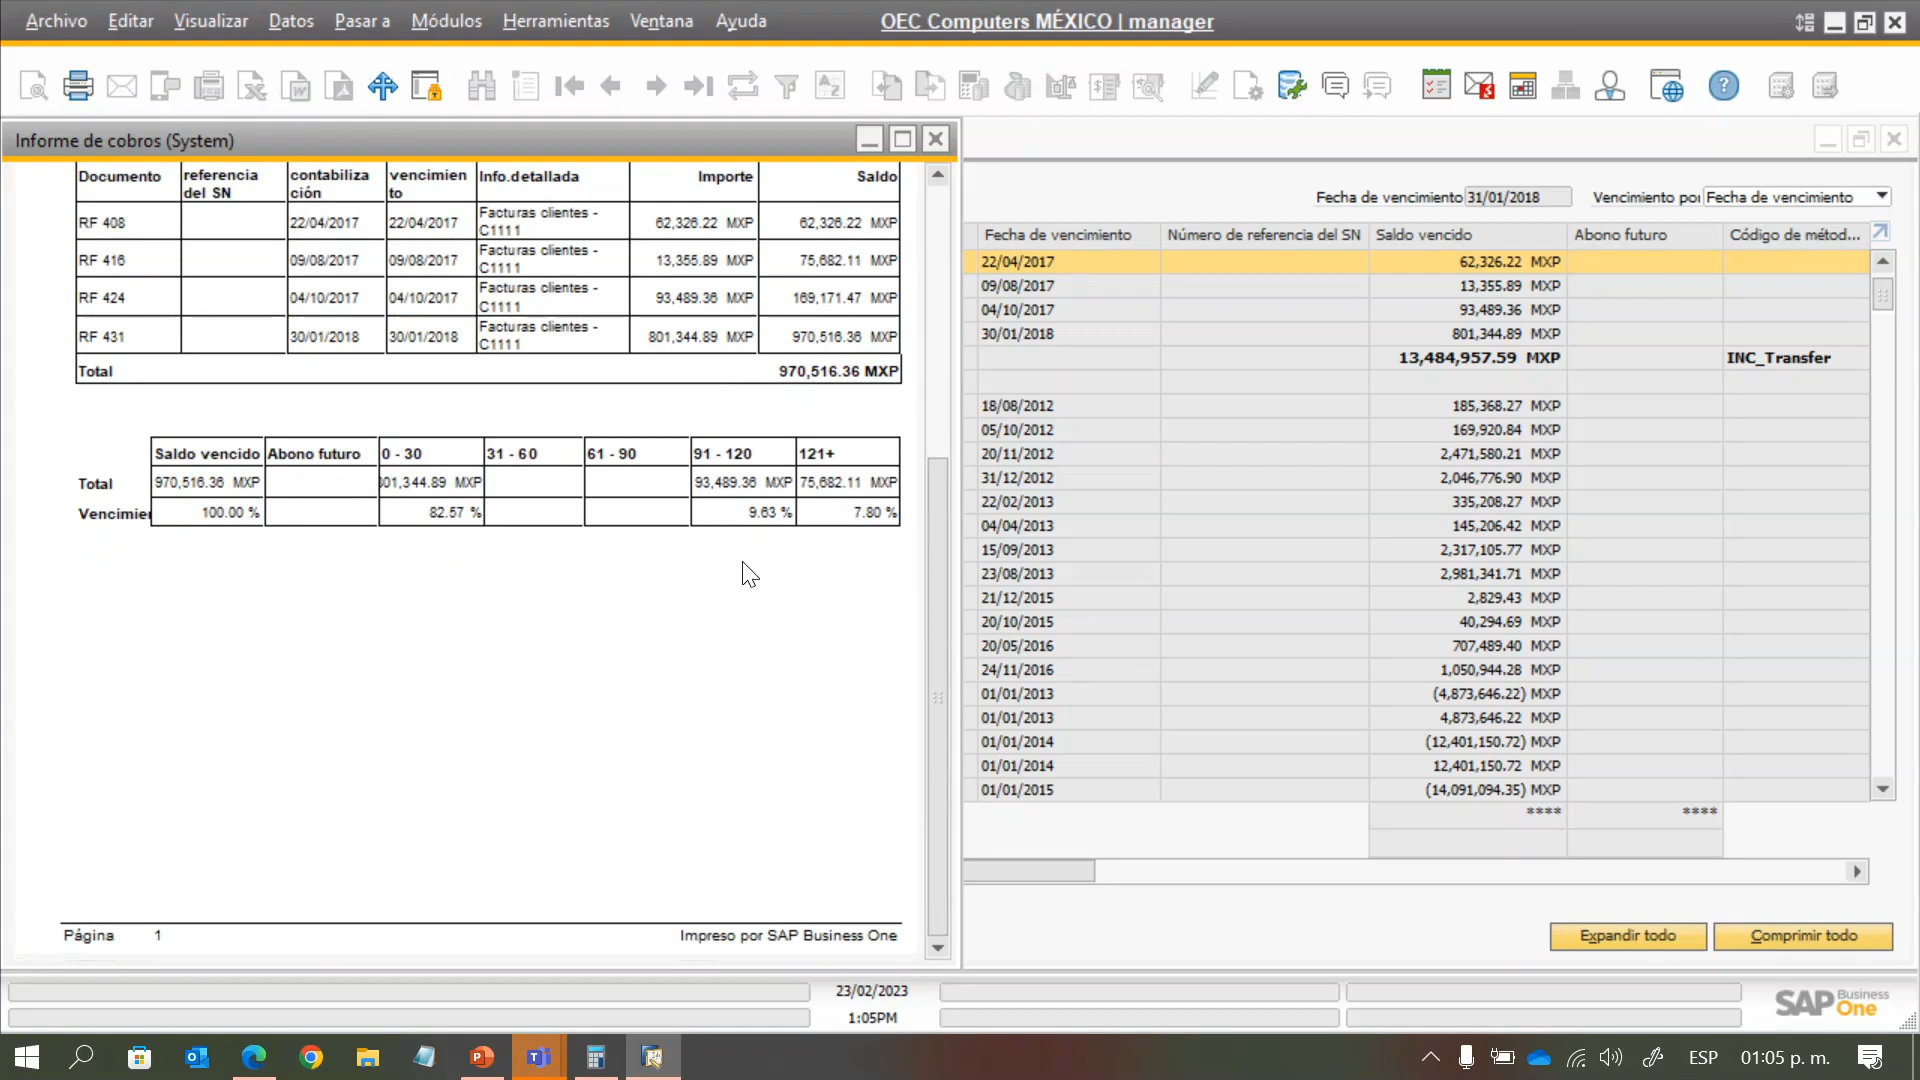 Archivo Editar Visualizar Datos Pasar a Módulos Herramientas Ventana Ayuda OEC Computers MÉXICO | manager
Informe de cobros (System)
Documento referencia del SN contabiliza ción vencimien to Info.detallada Importe Saldo
RF 408 22/04/2017 22/04/2017 Facturas clientes - C1111 62,326.22 MXP 62,326.22 MXP
RF 416 09/08/2017 09/08/2017 Facturas clientes - C1111 13,355.89 MXP 75,682.11 MXP
RF 424 04/10/2017 04/10/2017 Facturas clientes - C1111 93,489.36 MXP 169,171.47 MXP
RF 431 30/01/2018 30/01/2018 Facturas clientes - C1111 801,344.89 MXP 970,516.36 MXP
Total 970,516.36 MXP
Saldo vencido Abono futuro 0 - 30 31 - 60 61 - 90 91 - 120 121+
Total 970,516.36 MXP 301,344.89 MXP 93,489.36 MXP 75,682.11 MXP
Vencimier 100.00 % 82.57 % 9.63 % 7.80 %
Página 1 Impreso por SAP Business One
Fecha de vencimiento 31/01/2018 Vencimiento por Fecha de vencimiento
Fecha de vencimiento Número de referencia del SN Saldo vencido Abono futuro Código de métod...
22/04/2017 62,326.22 MXP
09/08/2017 13,355.89 MXP
04/10/2017 93,489.36 MXP
30/01/2018 801,344.89 MXP
13,484,957.59 MXP INC_Transfer
18/08/2012 185,368.27 MXP
05/10/2012 169,920.84 MXP
20/11/2012 2,471,580.21 MXP
31/12/2012 2,046,776.90 MXP
22/02/2013 335,208.27 MXP
04/04/2013 145,206.42 MXP
15/09/2013 2,317,105.77 MXP
23/08/2013 2,981,341.71 MXP
21/12/2015 2,829.43 MXP
20/10/2015 40,294.69 MXP
20/05/2016 707,489.40 MXP
24/11/2016 1,050,944.28 MXP
01/01/2013 (4,873,646.22) MXP
01/01/2013 4,873,646.22 MXP
01/01/2014 (12,401,150.72) MXP
01/01/2014 12,401,150.72 MXP
01/01/2015 (14,091,094.35) MXP
**** ****
Expandir todo Comprimir todo
23/02/2023
1:05PM
SAP Business One
ESP 01:05 p. m.